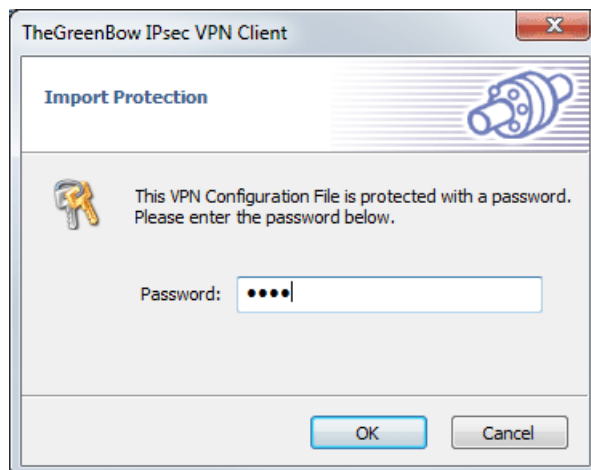 TheGreenBow IPsec VPN Client
Import Protection
This VPN Configuration File is protected with a password.
Please enter the password below.
Password: ••••
OK Cancel